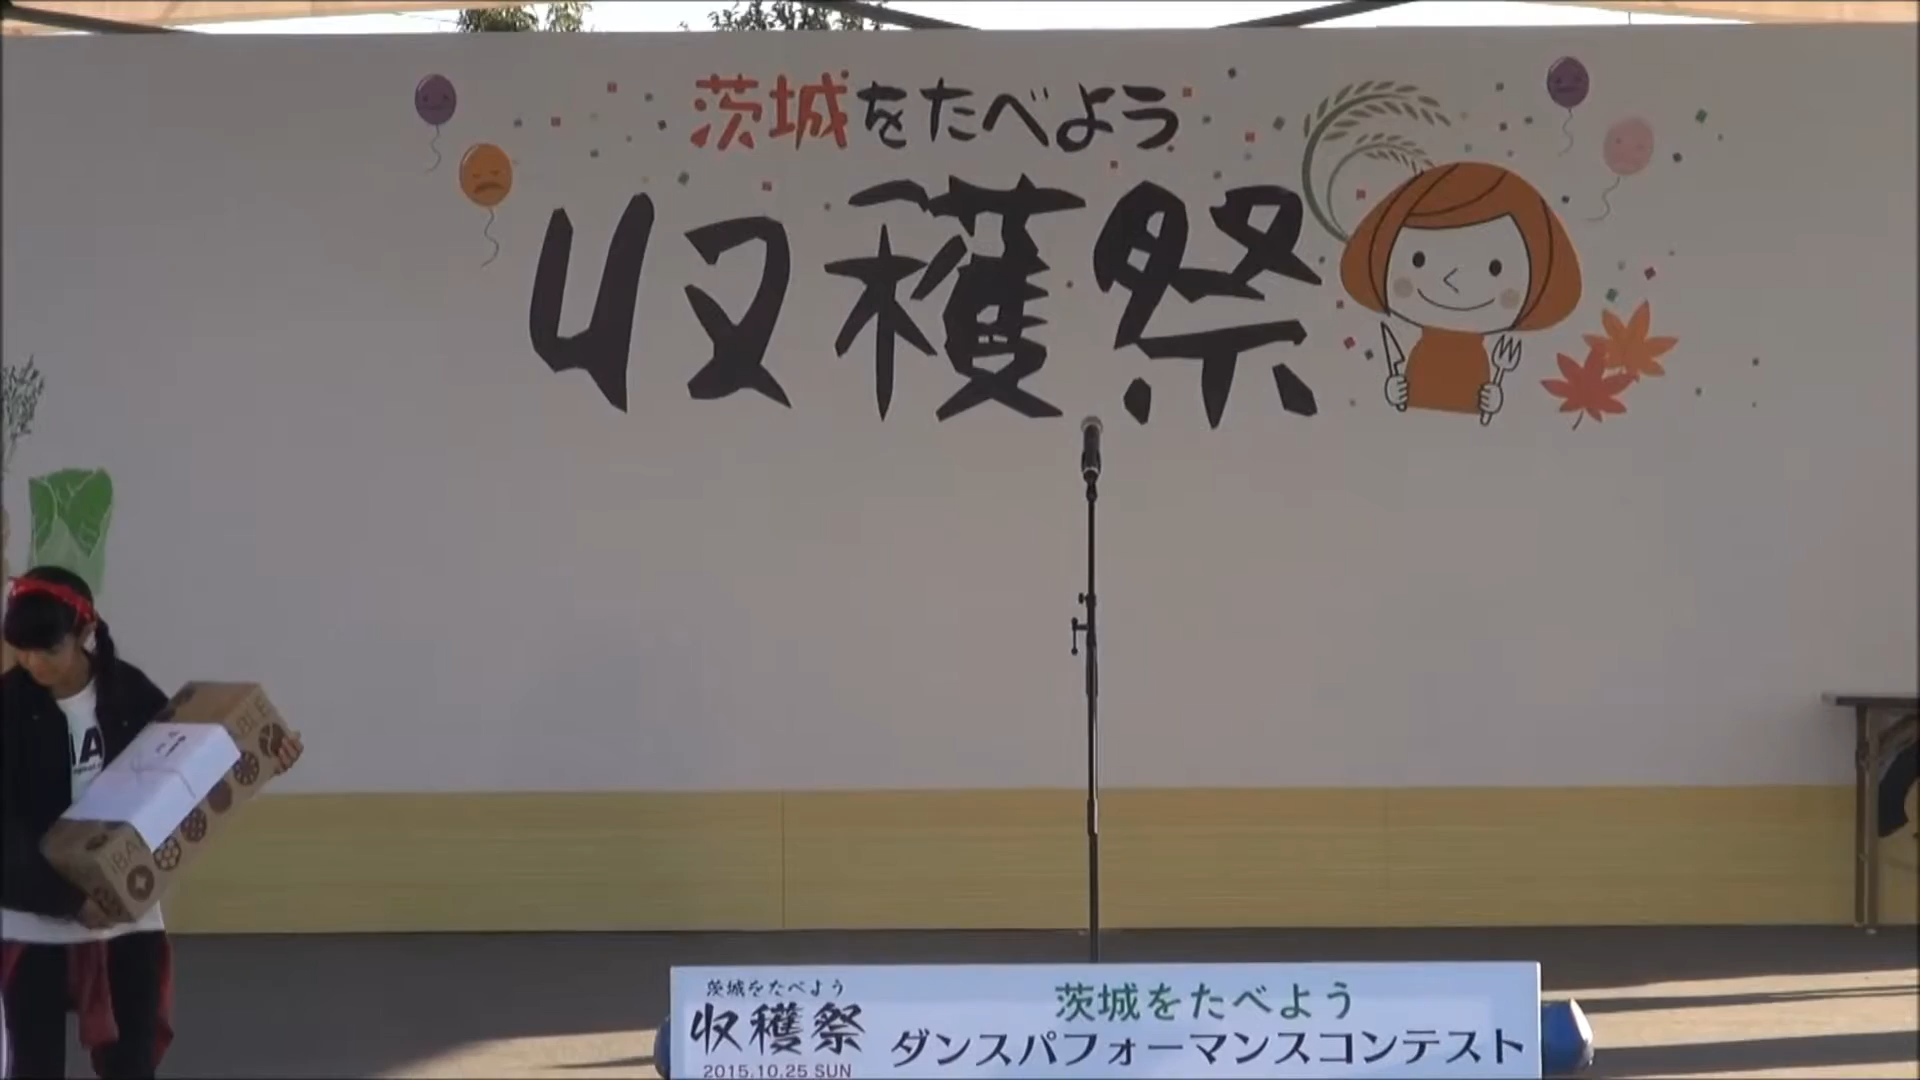 茨城をたべよう
収穫祭
茨城をたべよう
収穫祭
2015.10.25 SUN
茨城をたべよう
ダンスパフォーマンスコンテスト